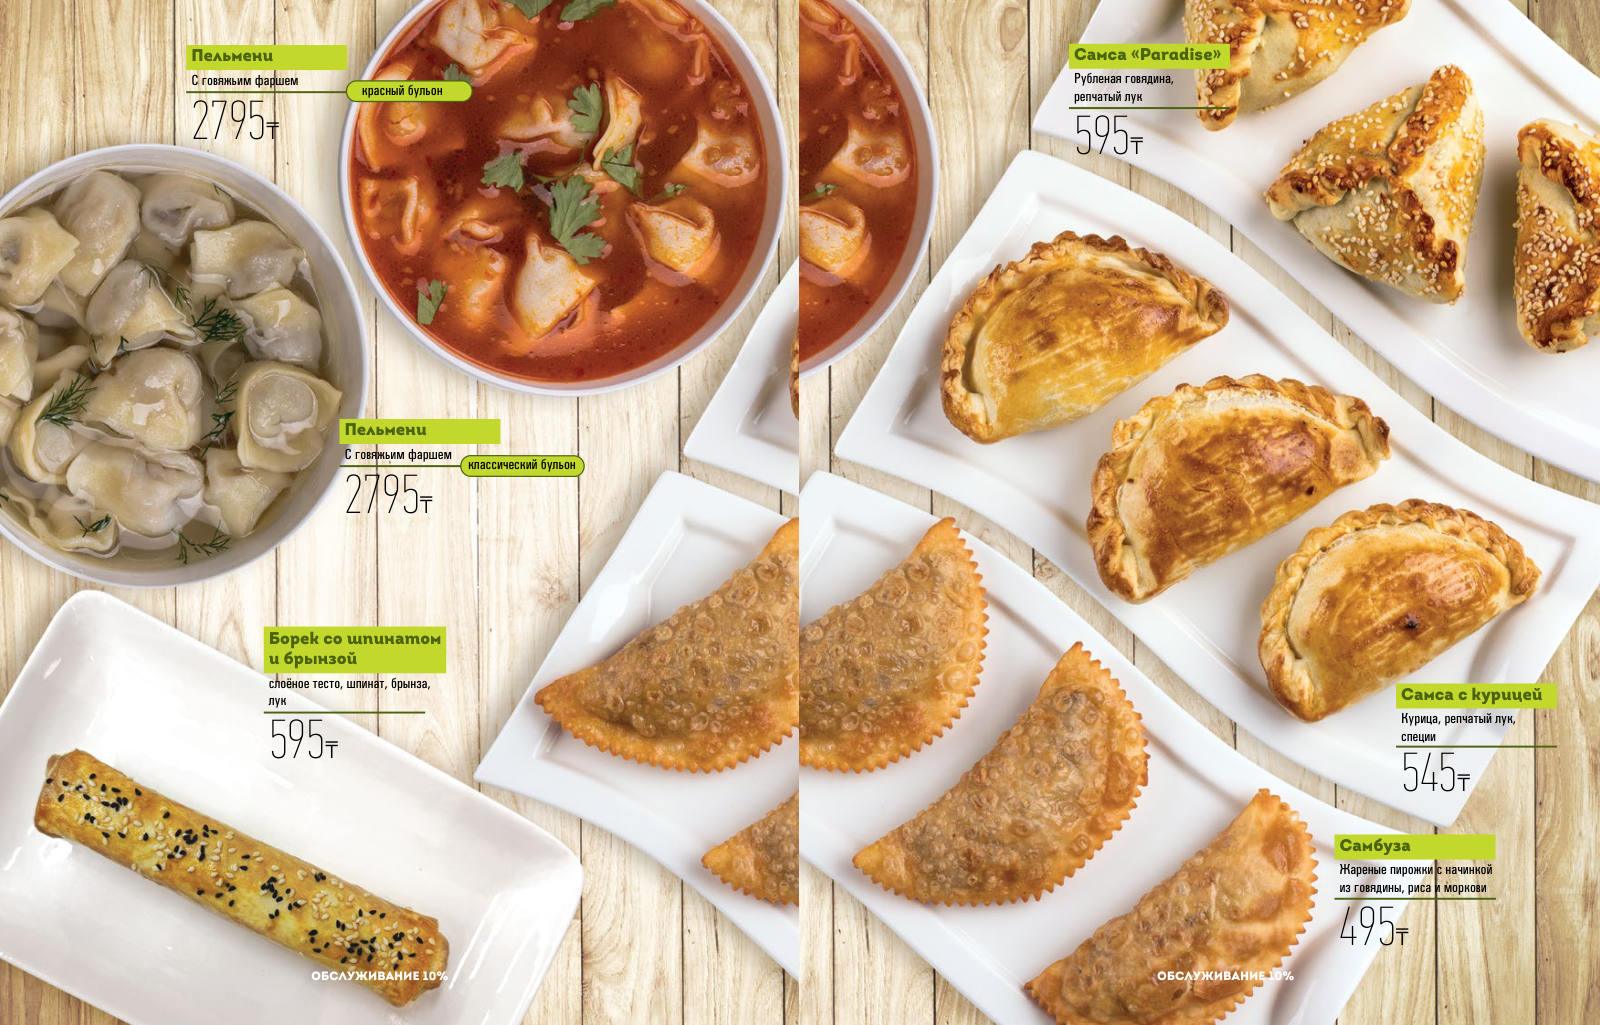 Пельмени
С говяжьим фаршем
красный бульон
2795₸
Пельмени
С говяжьим фаршем
классический бульон
2795₸
Борек со шпинатом
и брынзой
слоёное тесто, шпинат, брынза,
лук
595₸
ОБСЛУЖИВАНИЕ 10%
Самса «Paradise»
Рубленая говядина,
репчатый лук
595₸
Самса с курицей
Курица, репчатый лук,
специи
545₸
Самбуза
Жареные пирожки с начинкой
из говядины, риса и моркови
495₸
ОБСЛУЖИВАНИЕ 10%